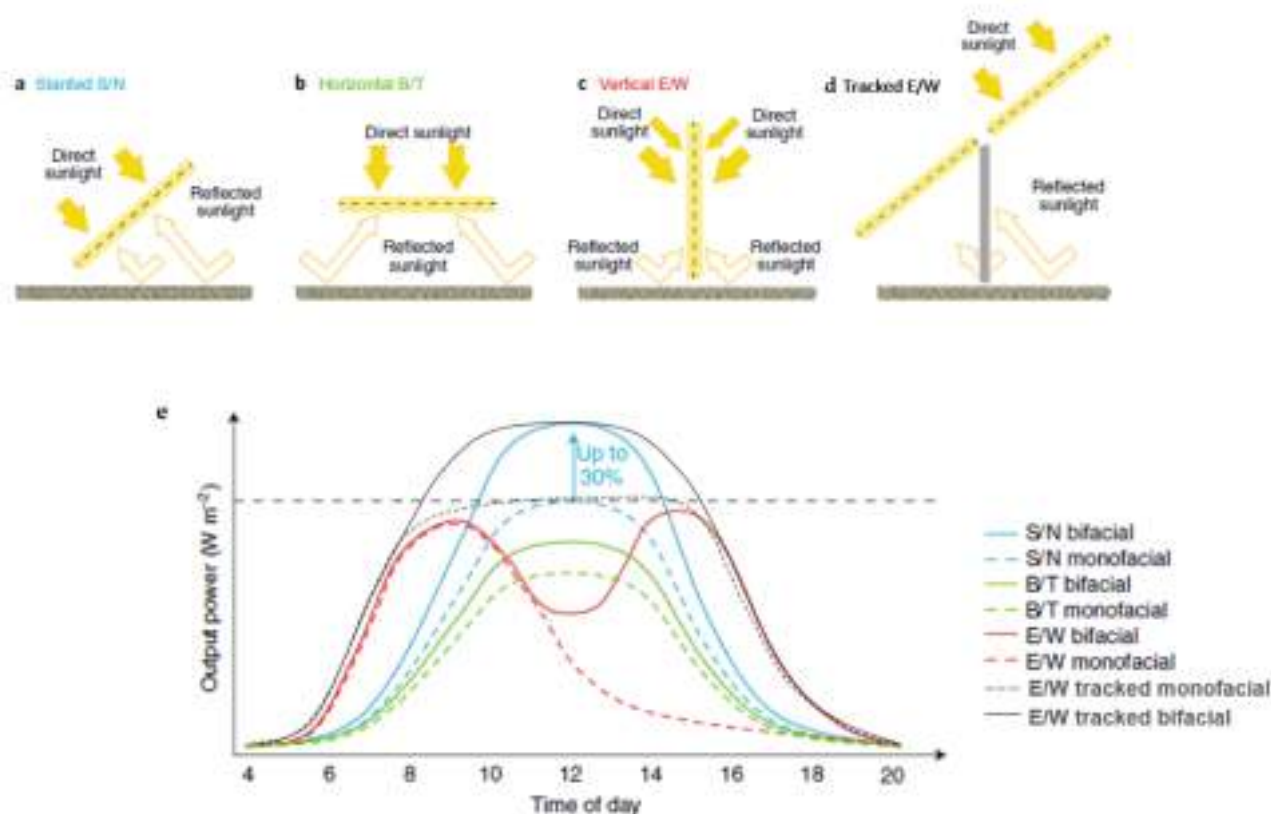 a Slanted S/N
Direct
sunlight
Reflected
sunlight
b Horizontal B/T
Direct sunlight
Reflected
sunlight
c Vertical E/W
Direct
sunlight
Direct
sunlight
Reflected
sunlight
Reflected
sunlight
d Tracked E/W
Direct
sunlight
Reflected
sunlight
e
Up to
30%
Output power (W m⁻²)
4 6 8 10 12 14 16 18 20
Time of day
S/N bifacial
S/N monofacial
B/T bifacial
B/T monofacial
E/W bifacial
E/W monofacial
E/W tracked monofacial
E/W tracked bifacial